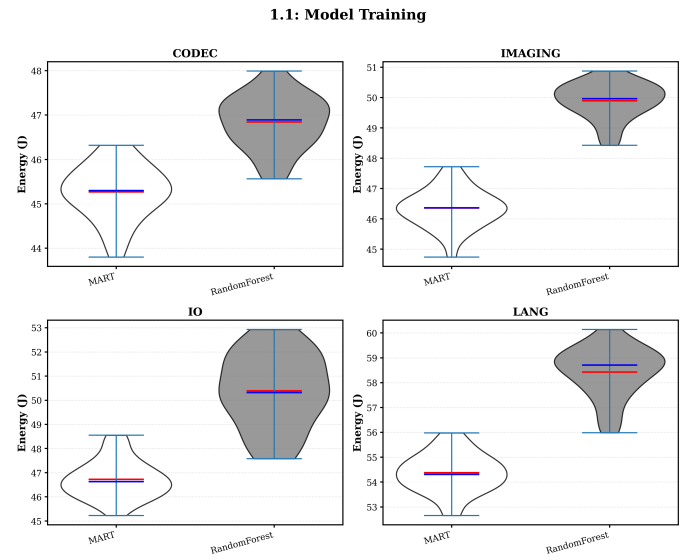 1.1: Model Training
CODEC
48
47
46
45
44
Energy (J)
MART
RandomForest
IMAGING
51
50
49
48
47
46
45
Energy (J)
MART
RandomForest
IO
53
52
51
50
49
48
47
46
45
Energy (J)
MART
RandomForest
LANG
60
59
58
57
56
55
54
53
Energy (J)
MART
RandomForest